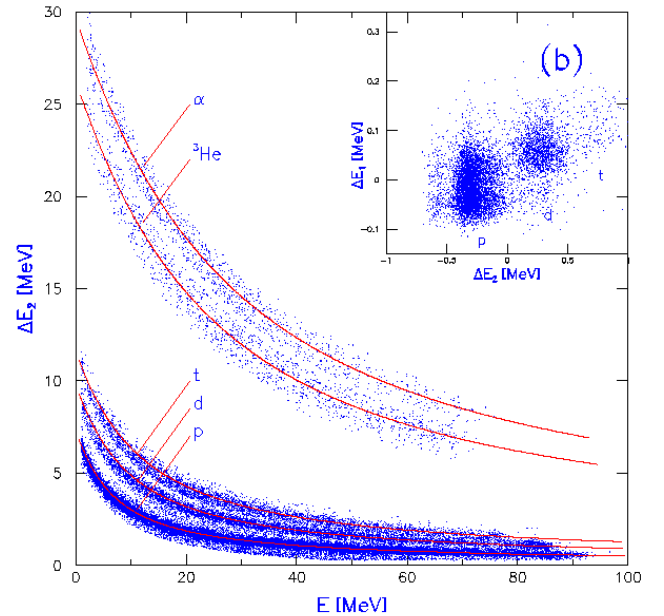 30
25
20
15
10
5
0
ΔE₂ [MeV]
0 20 40 60 80 100
E [MeV]
α
³He
t
d
p
(b)
0.3
0.2
0.1
0
-0.1
ΔE₁ [MeV]
-1 -0.5 0 0.5 1
ΔE₂ [MeV]
p
d
t